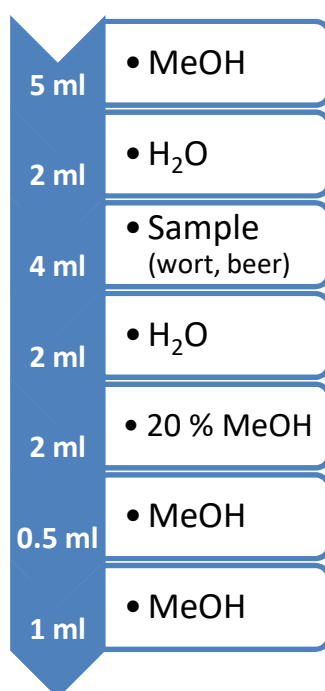 5 ml
• MeOH
2 ml
• H₂O
4 ml
• Sample
(wort, beer)
2 ml
• H₂O
2 ml
• 20 % MeOH
0.5 ml
• MeOH
1 ml
• MeOH